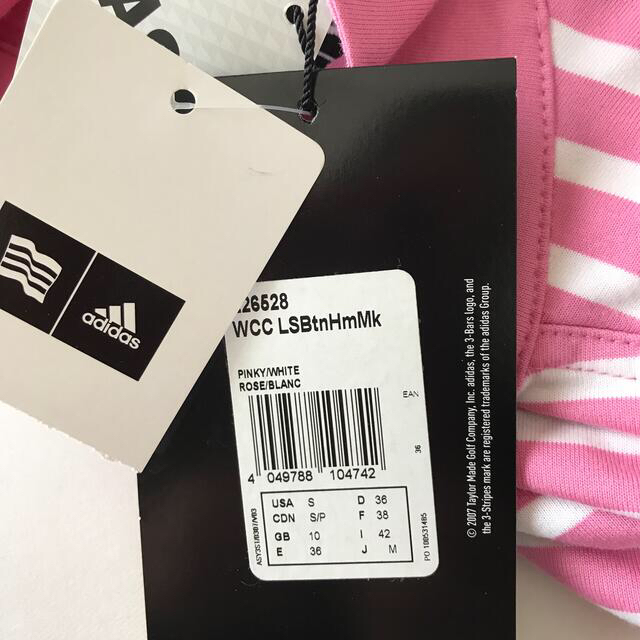 adidas
26528
WCC LSBtnHmMk
PINKY/WHITE
ROSE/BLANC
EAN
36
4 049788 104742
USA S D 36
CDN S/P F 38
GB 10 I 42
E 36 J M
PO 100531485
© 2007 Taylor Made Golf Company, Inc. adidas, the 3-Bars logo, and
the 3-Stripes mark are registered trademarks of the adidas Group.